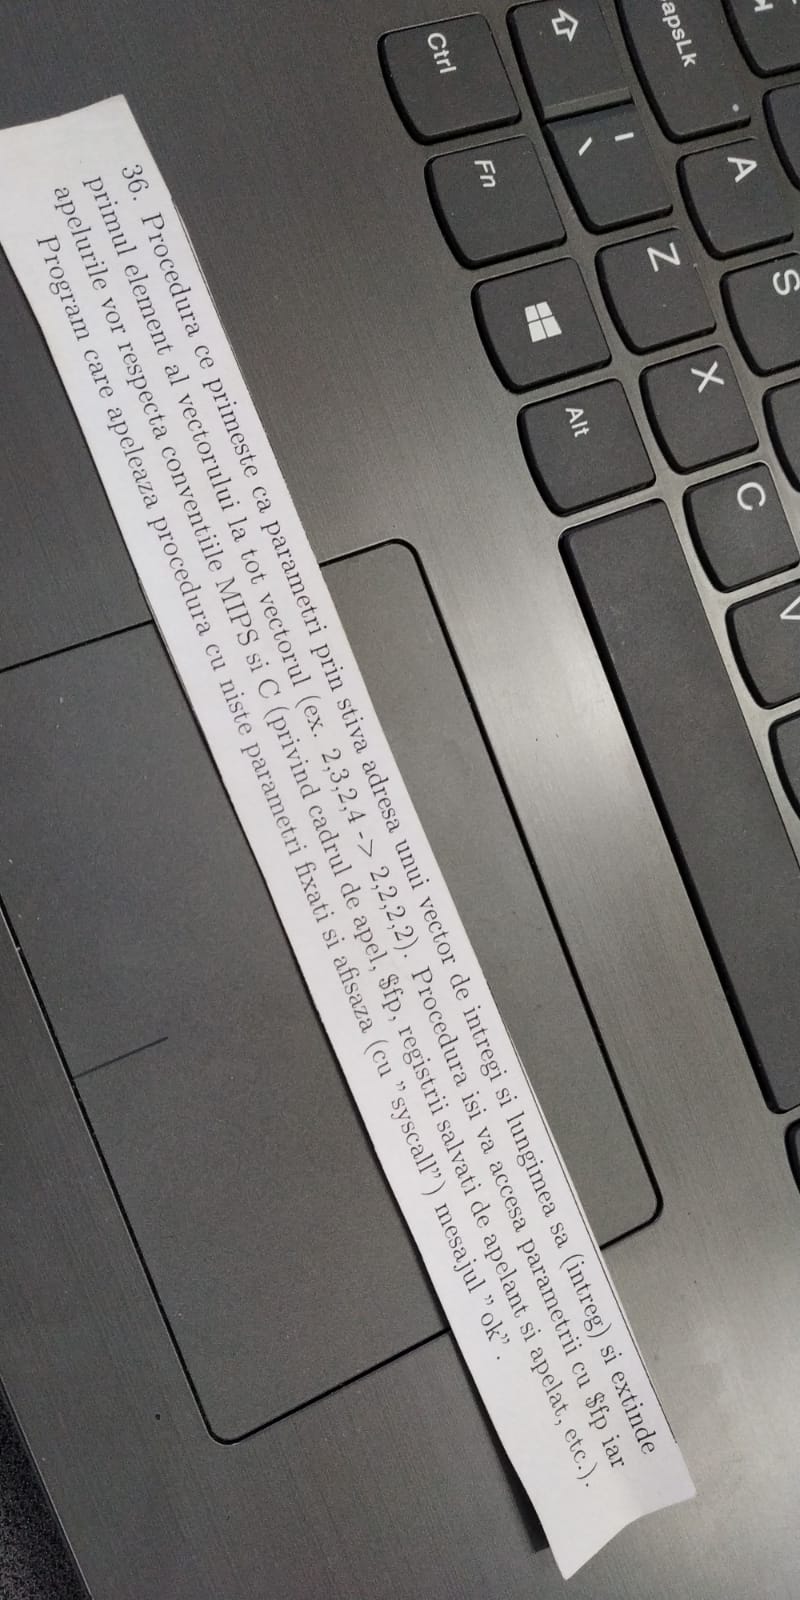 36. Procedura ce primeste ca parametri prin stiva adresa unui vector de intregi si lungimea sa (intreg) si extinde
primul element al vectorului la tot vectorul (ex. 2,3,2,4 -> 2,2,2,2). Procedura isi va accesa parametrii cu $fp iar
apelurile vor respecta conventiile MIPS si C (privind cadrul de apel, $fp, registrii salvati de apelant si apelat, etc.).
Program care apeleaza procedura cu niste parametri fixati si afisaza (cu "syscall") mesajul "ok".
Ctrl
Fn
Alt
apsLk
A
S
Z
X
C
V